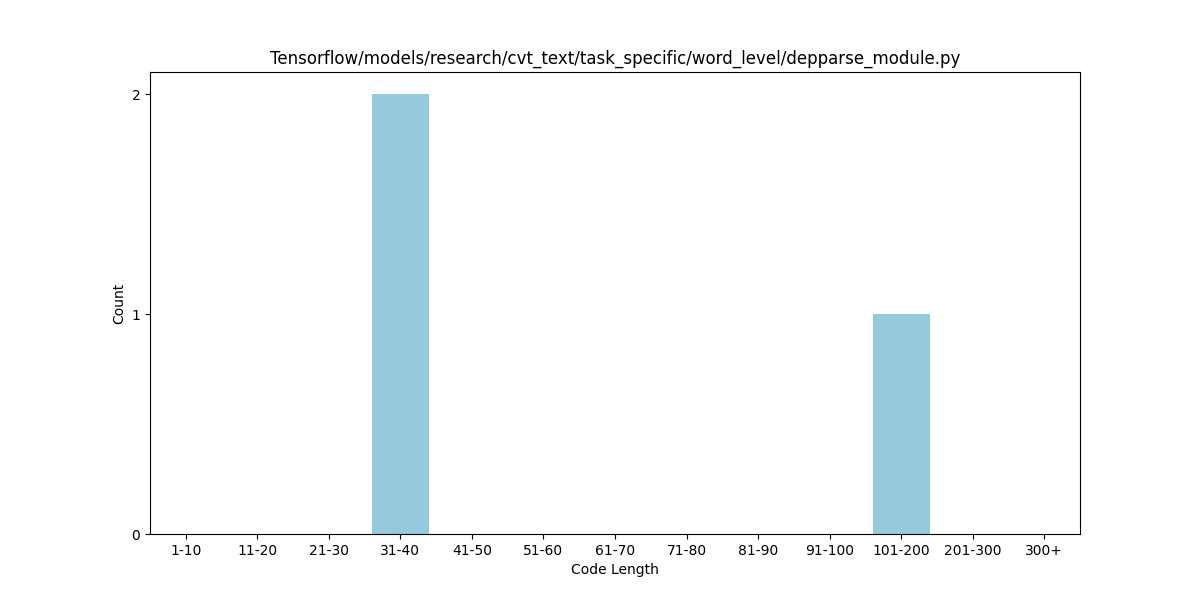 Tensorflow/models/research/cvt_text/task_specific/word_level/depparse_module.py
2
1
0
Count
1-10 11-20 21-30 31-40 41-50 51-60 61-70 71-80 81-90 91-100 101-200 201-300 300+
Code Length